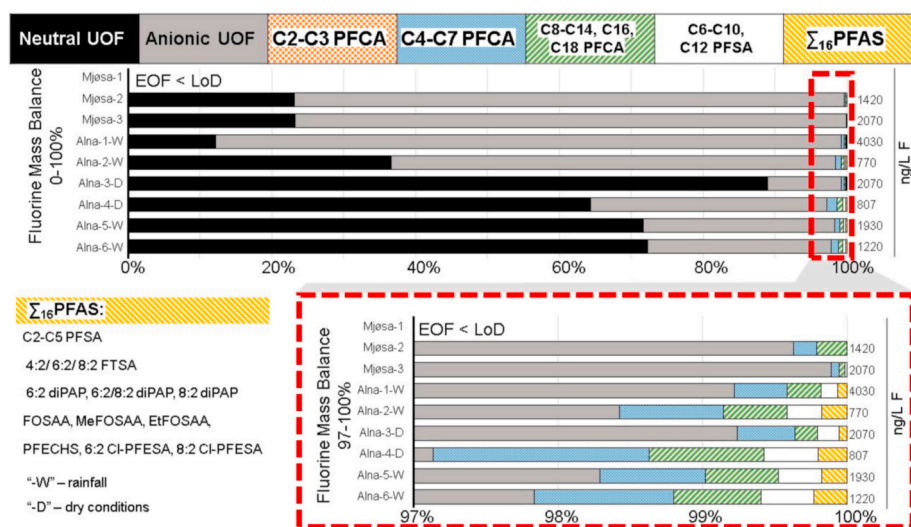 Neutral UOF
Anionic UOF
C2-C3 PFCA
C4-C7 PFCA
C8-C14, C16,
C18 PFCA
C6-C10,
C12 PFSA
∑₁₆PFAS
Fluorine Mass Balance
0-100%
Mjøsa-1
EOF < LoD
Mjøsa-2
1420
Mjøsa-3
2070
Alna-1-W
4030
Alna-2-W
770
Alna-3-D
2070
Alna-4-D
807
Alna-5-W
1930
Alna-6-W
1220
ng/L F
0% 20% 40% 60% 80% 100%
∑₁₆PFAS:
C2-C5 PFSA
4:2/ 6:2/ 8:2 FTSA
6:2 diPAP, 6:2/8:2 diPAP, 8:2 diPAP
FOSAA, MeFOSAA, EtFOSAA,
PFECHS, 6:2 Cl-PFESA, 8:2 Cl-PFESA
"-W" – rainfall
"-D" – dry conditions
Fluorine Mass Balance
97-100%
Mjøsa-1
EOF < LoD
Mjøsa-2
1420
Mjøsa-3
2070
Alna-1-W
4030
Alna-2-W
770
Alna-3-D
2070
Alna-4-D
807
Alna-5-W
1930
Alna-6-W
1220
ng/L F
97% 98% 99% 100%